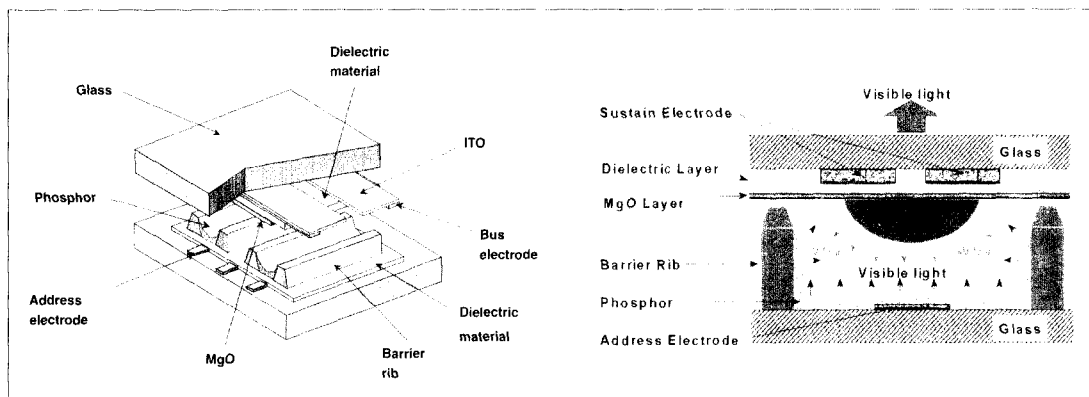 Dielectric
material
Glass
ITO
Phosphor
Bus
electrode
Address
electrode
Dielectric
material
MgO
Barrier
rib
Visible light
Sustain Electrode
Glass
Dielectric Layer
MgO Layer
Barrier Rib
Visible light
Phosphor
Glass
Address Electrode